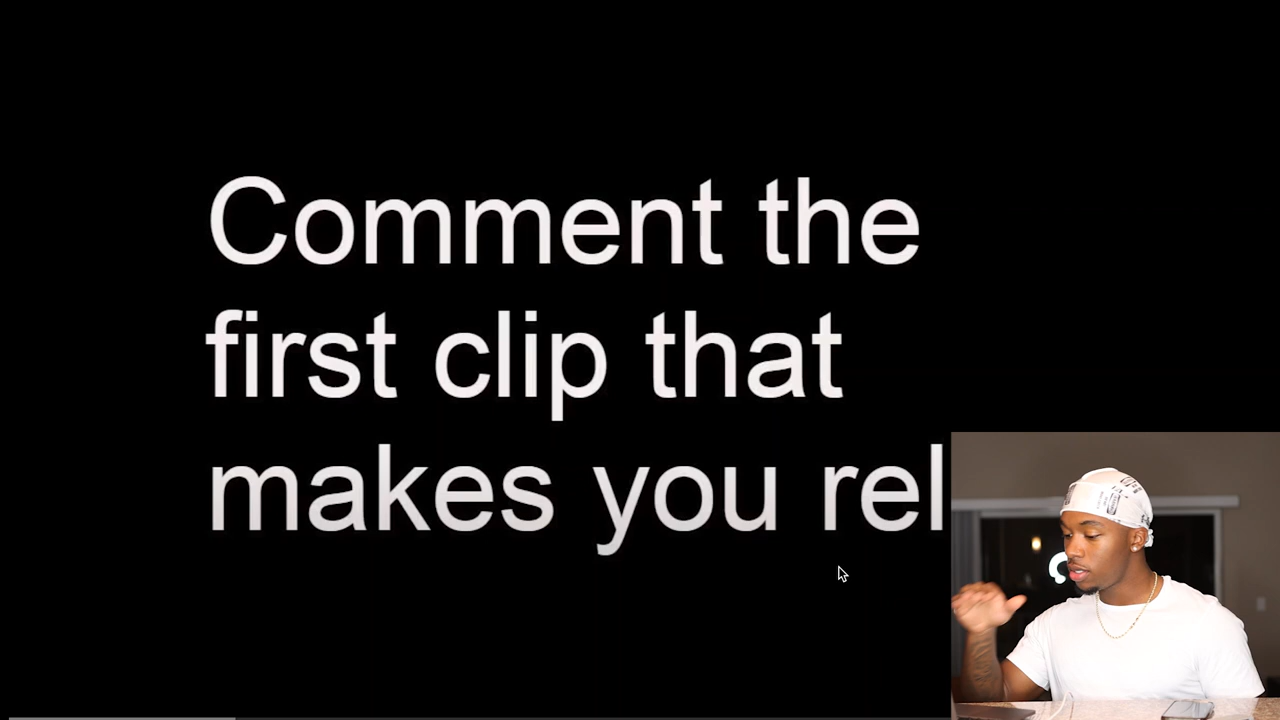 Comment the
first clip that
makes you rel